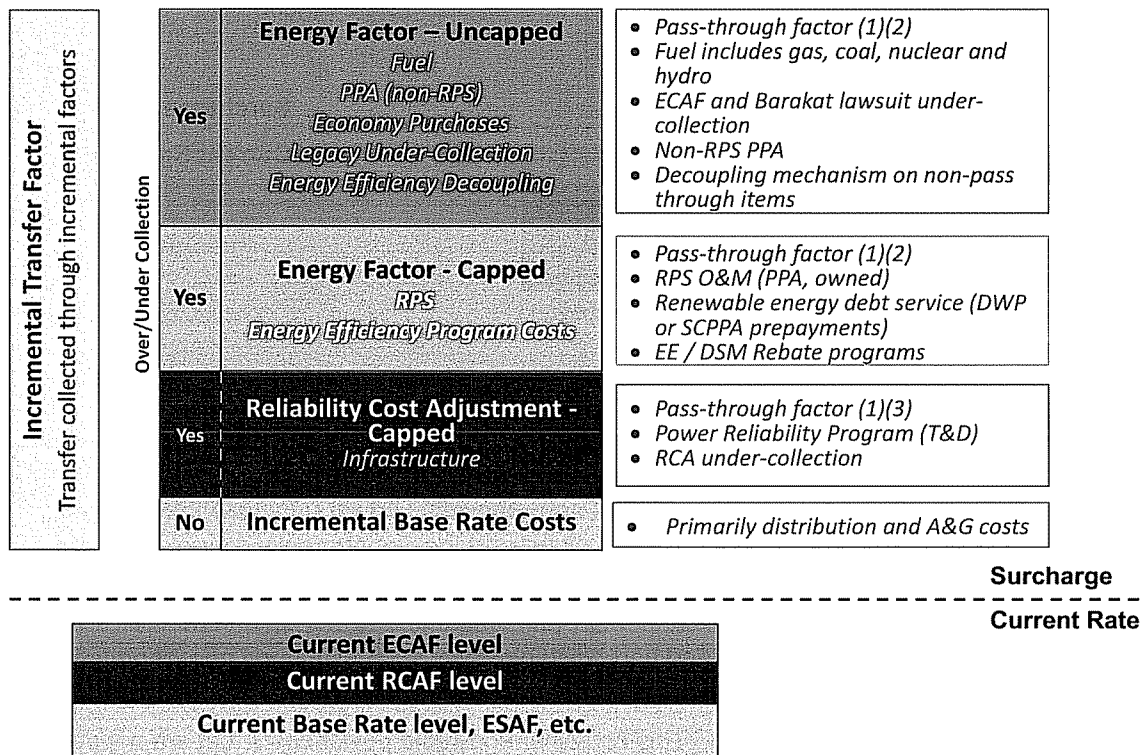 Incremental Transfer Factor
Transfer collected through incremental factors
Over/Under Collection
Yes
Energy Factor – Uncapped
Fuel
PPA (non-RPS)
Economy Purchases
Legacy Under-Collection
Energy Efficiency Decoupling
• Pass-through factor (1)(2)
• Fuel includes gas, coal, nuclear and
hydro
• ECAF and Barakat lawsuit under-
collection
• Non-RPS PPA
• Decoupling mechanism on non-pass
through items
Yes
Energy Factor - Capped
RPS
Energy Efficiency Program Costs
• Pass-through factor (1)(2)
• RPS O&M (PPA, owned)
• Renewable energy debt service (DWP
or SCPPA prepayments)
• EE / DSM Rebate programs
Yes
Reliability Cost Adjustment -
Capped
Infrastructure
• Pass-through factor (1)(3)
• Power Reliability Program (T&D)
• RCA under-collection
No
Incremental Base Rate Costs
• Primarily distribution and A&G costs
Surcharge
Current Rate
Current ECAF level
Current RCAF level
Current Base Rate level, ESAF, etc.